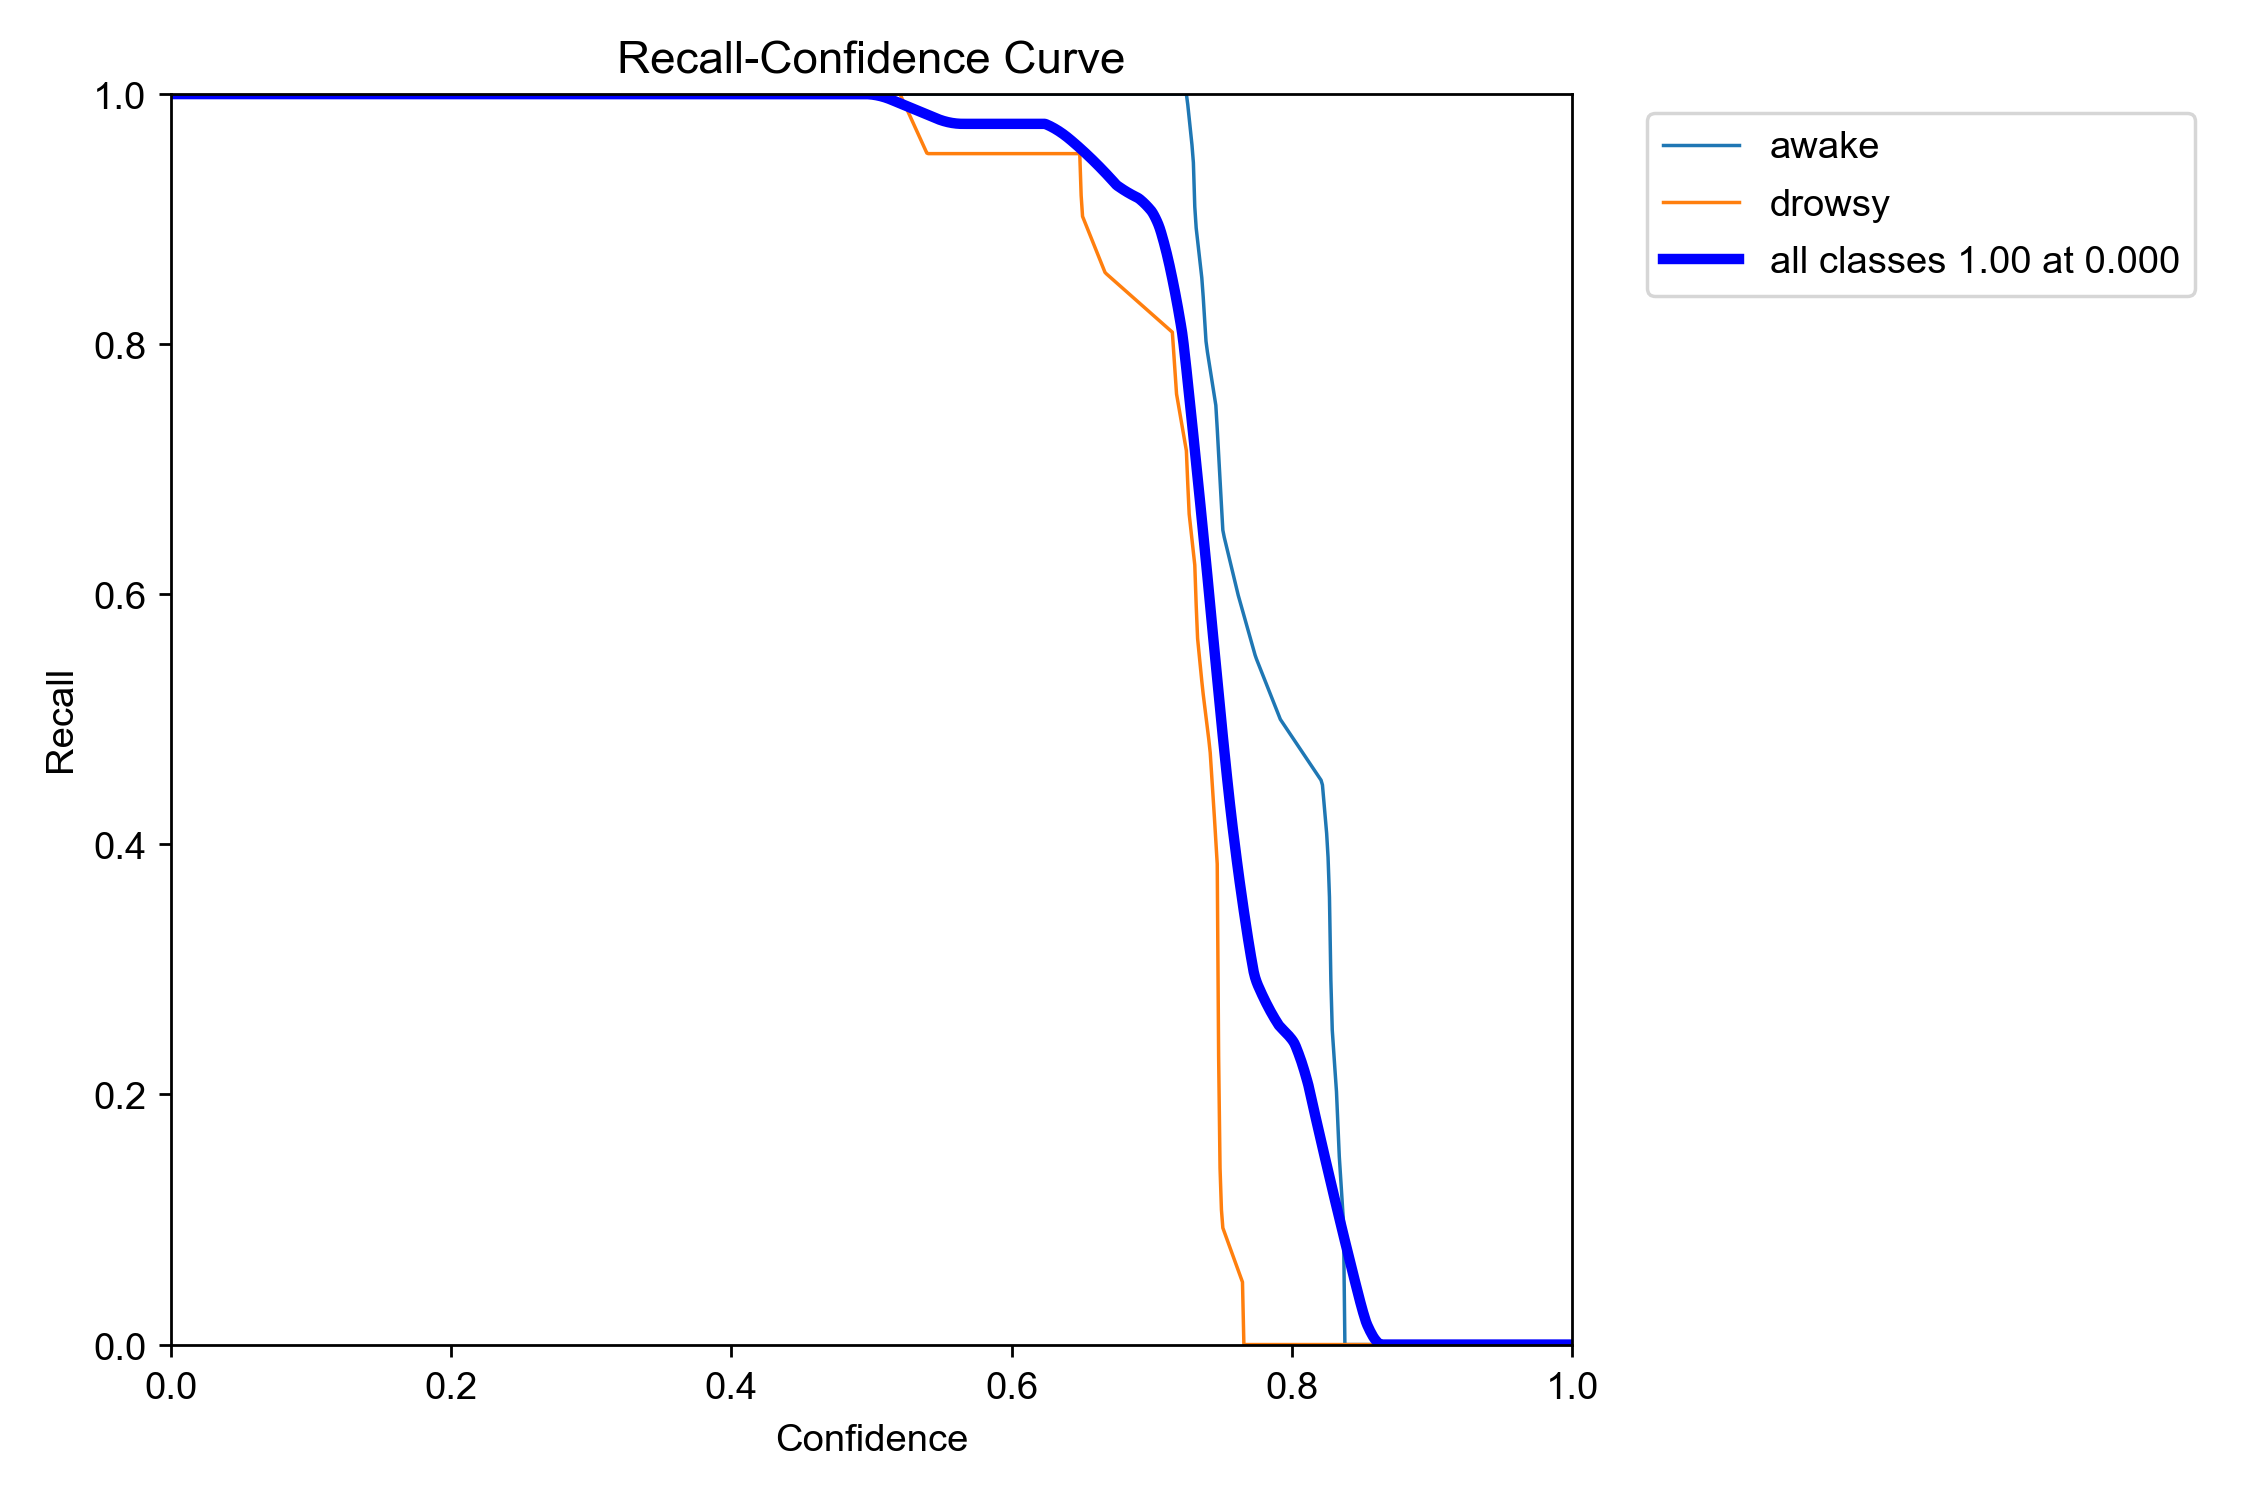 Recall-Confidence Curve
1.0
0.8
0.6
0.4
0.2
0.0
Recall
0.0 0.2 0.4 0.6 0.8 1.0
Confidence
awake
drowsy
all classes 1.00 at 0.000